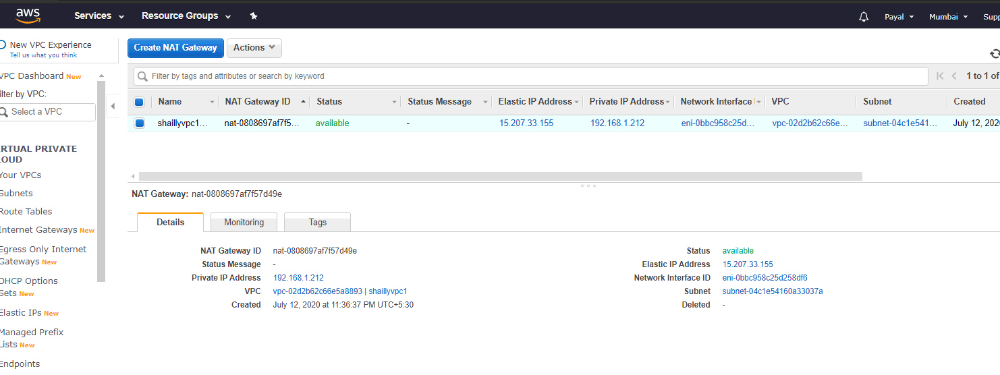 aws Services Resource Groups Payal Mumbai Supp
New VPC Experience
Tell us what you think
Create NAT Gateway Actions
VPC Dashboard New
ilter by VPC:
Select a VPC
Filter by tags and attributes or search by keyword 1 to 1 of
Name NAT Gateway ID Status Status Message Elastic IP Address Private IP Address Network Interface VPC Subnet Created
shaillyvpc1... nat-0808697af7f5... available - 15.207.33.155 192.168.1.212 eni-0bbc958c25d... vpc-02d2b62c66e... subnet-04c1e541... July 12, 202
IRTUAL PRIVATE
LOUD
Your VPCs
Subnets
Route Tables
Internet Gateways New
Egress Only Internet
Gateways New
DHCP Options
Sets New
Elastic IPs New
Managed Prefix
Lists New
Endpoints
NAT Gateway: nat-0808697af7f57d49e
Details Monitoring Tags
NAT Gateway ID nat-0808697af7f57d49e Status available
Status Message - Elastic IP Address 15.207.33.155
Private IP Address 192.168.1.212 Network Interface ID eni-0bbc958c25d258df6
VPC vpc-02d2b62c66e5a8893 | shaillyvpc1 Subnet subnet-04c1e54160a33037a
Created July 12, 2020 at 11:36:37 PM UTC+5:30 Deleted -